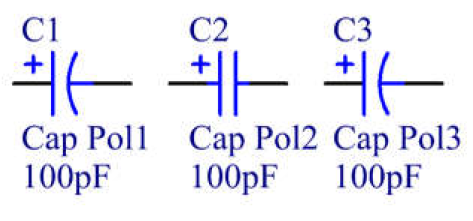 C1 C2 C3
+ + +
Cap Pol1 Cap Pol2 Cap Pol3
100pF 100pF 100pF